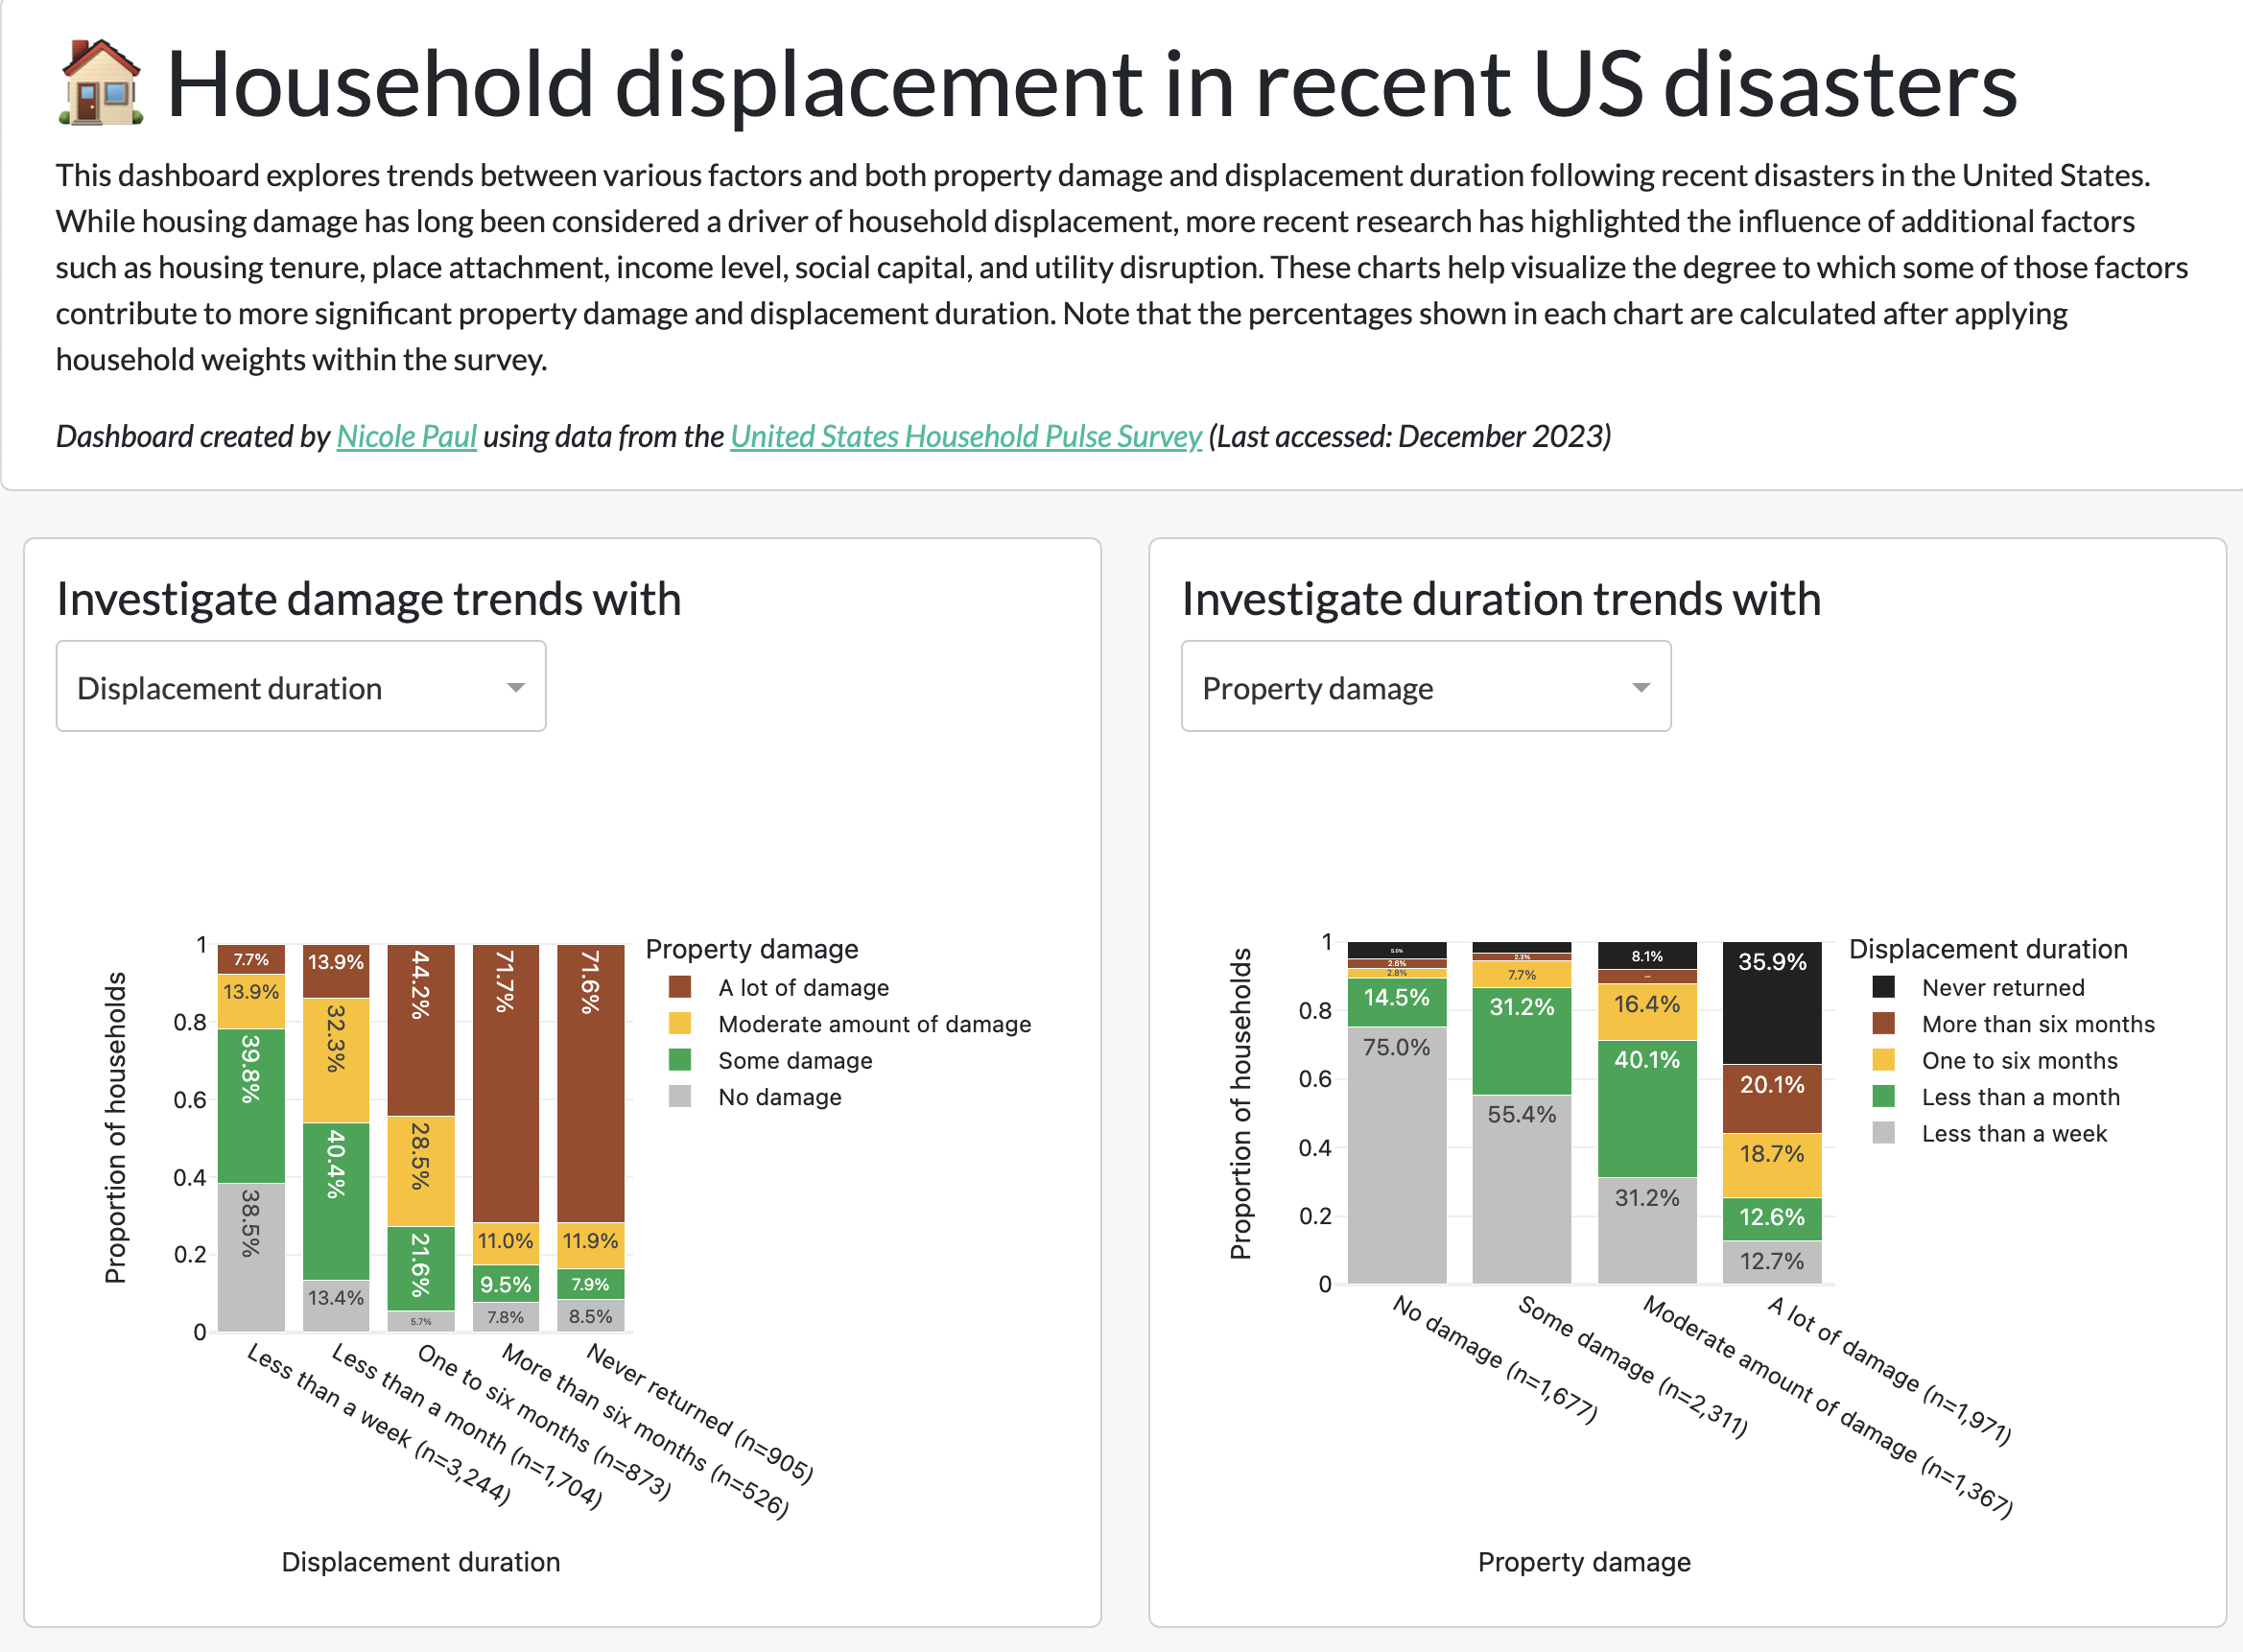 Household displacement in recent US disasters
This dashboard explores trends between various factors and both property damage and displacement duration following recent disasters in the United States.
While housing damage has long been considered a driver of household displacement, more recent research has highlighted the influence of additional factors
such as housing tenure, place attachment, income level, social capital, and utility disruption. These charts help visualize the degree to which some of those factors
contribute to more significant property damage and displacement duration. Note that the percentages shown in each chart are calculated after applying
household weights within the survey.
Dashboard created by Nicole Paul using data from the United States Household Pulse Survey (Last accessed: December 2023)
Investigate damage trends with
Displacement duration
Proportion of households
1
0.8
0.6
0.4
0.2
0
7.7%
13.9%
39.8%
38.5%
13.9%
32.3%
40.4%
13.4%
44.2%
28.5%
21.6%
5.7%
71.7%
11.0%
9.5%
7.8%
71.6%
11.9%
7.9%
8.5%
Less than a week (n=3,244)
Less than a month (n=1,704)
One to six months (n=873)
More than six months (n=526)
Never returned (n=905)
Displacement duration
Property damage
A lot of damage
Moderate amount of damage
Some damage
No damage
Investigate duration trends with
Property damage
Proportion of households
1
0.8
0.6
0.4
0.2
0
5.0%
2.6%
2.8%
14.5%
75.0%
2.3%
7.7%
31.2%
55.4%
8.1%
16.4%
40.1%
31.2%
35.9%
20.1%
18.7%
12.6%
12.7%
No damage (n=1,677)
Some damage (n=2,311)
Moderate amount of damage (n=1,367)
A lot of damage (n=1,971)
Property damage
Displacement duration
Never returned
More than six months
One to six months
Less than a month
Less than a week